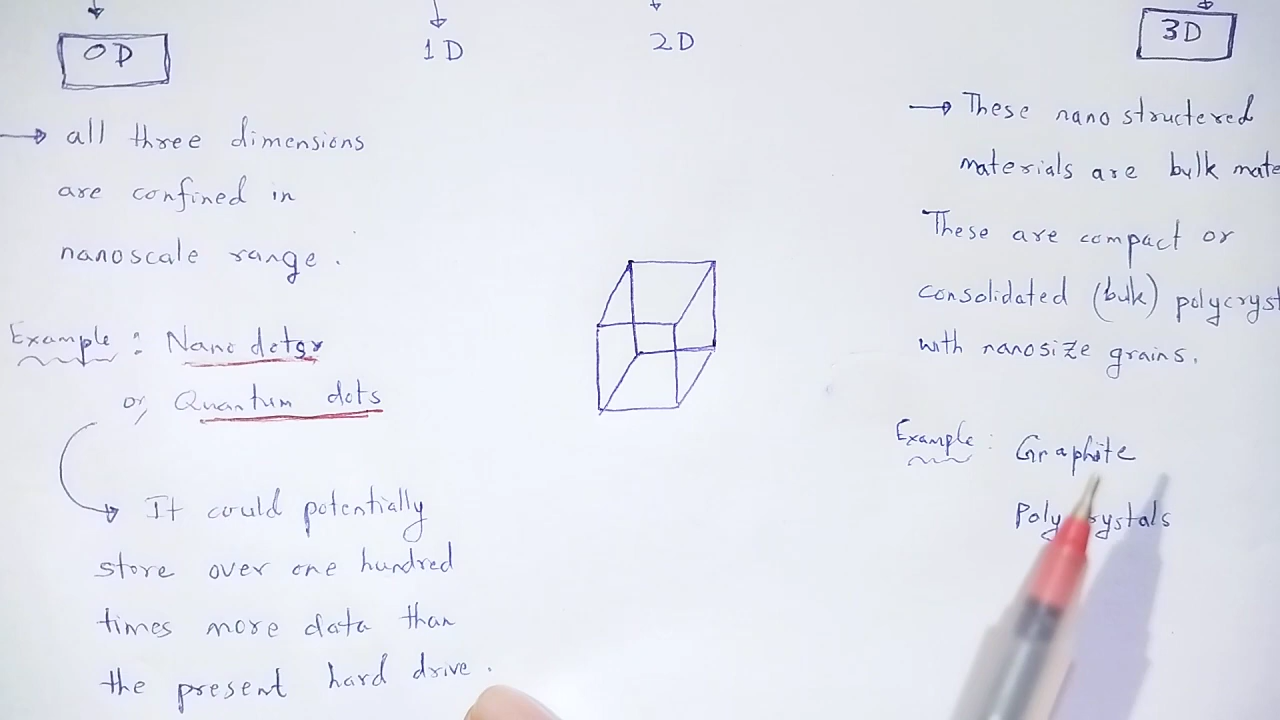 0D
1D
2D
3D
→ all three dimensions
are confined in
nanoscale range.
Example : Nano
or, Quantum dots
It could potentially
store over one hundred
times more data than
the present hard drive.
→ These nano structered
materials are bulk mate
These are compact or
consolidated (bulk) polycryst
with nanosize grains.
Example : Graphite
Polycrystals